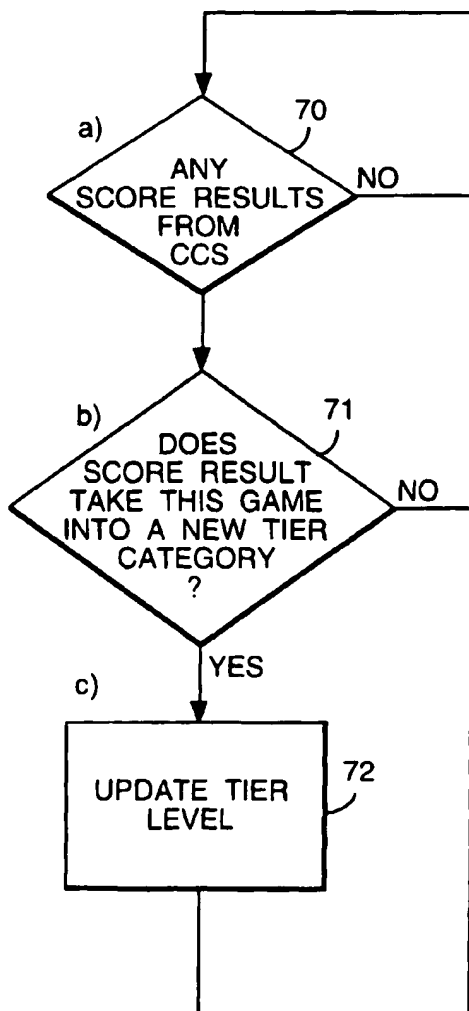 a)
70
ANY
SCORE RESULTS
FROM
CCS
NO
b)
71
DOES
SCORE RESULT
TAKE THIS GAME
INTO A NEW TIER
CATEGORY
?
NO
YES
c)
UPDATE TIER
LEVEL
72